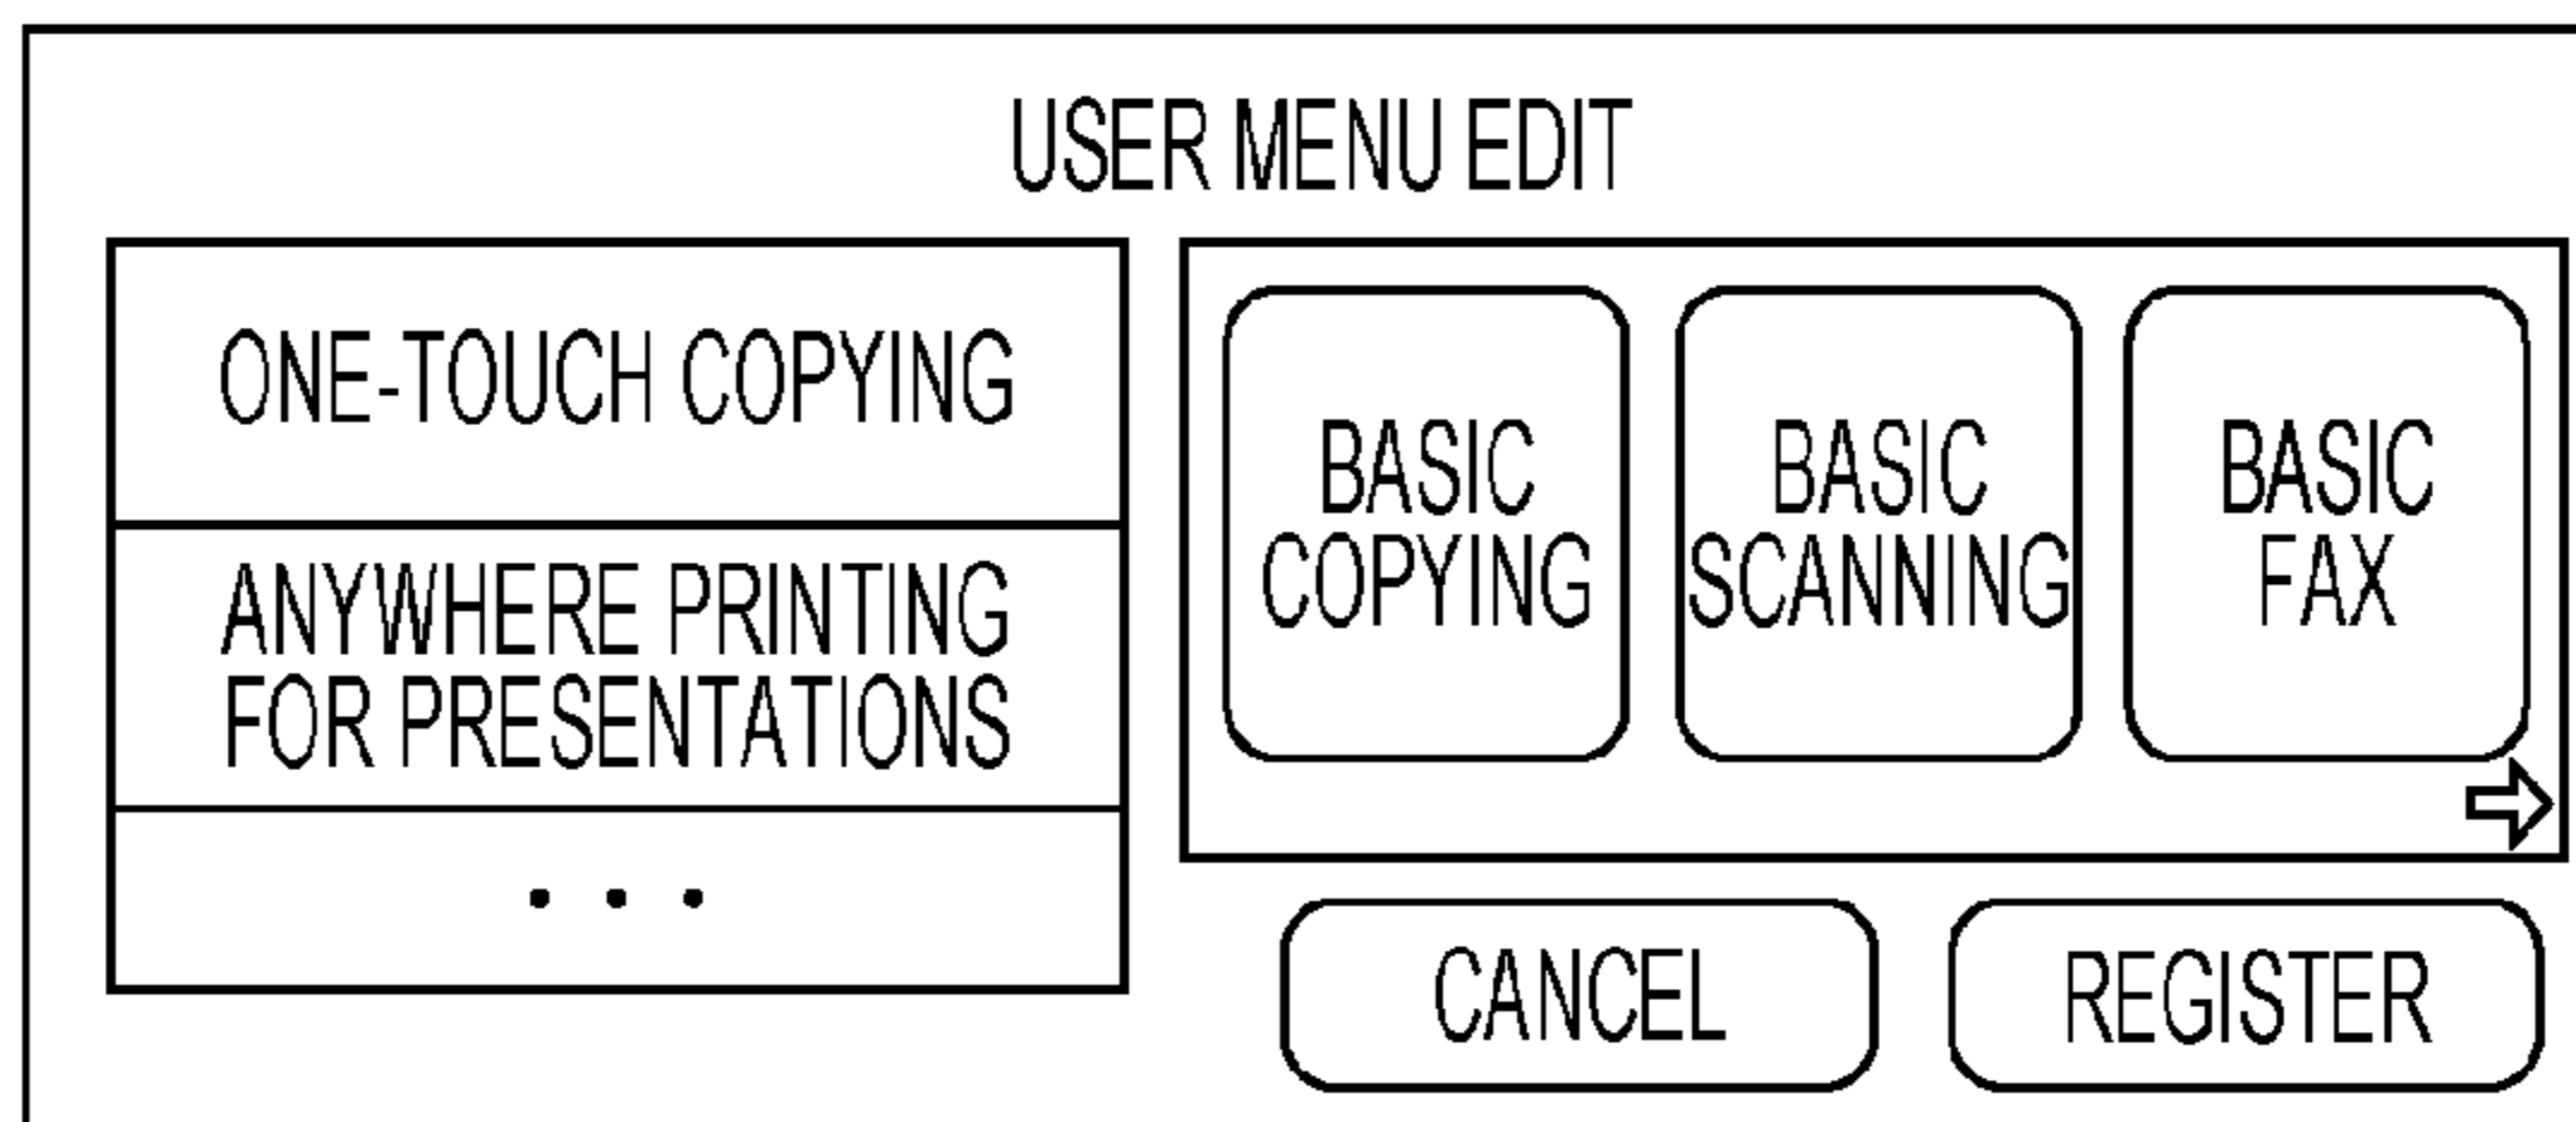 USER MENU EDIT
ONE-TOUCH COPYING
ANYWHERE PRINTING
FOR PRESENTATIONS
• • •
BASIC
COPYING
BASIC
SCANNING
BASIC
FAX
CANCEL
REGISTER